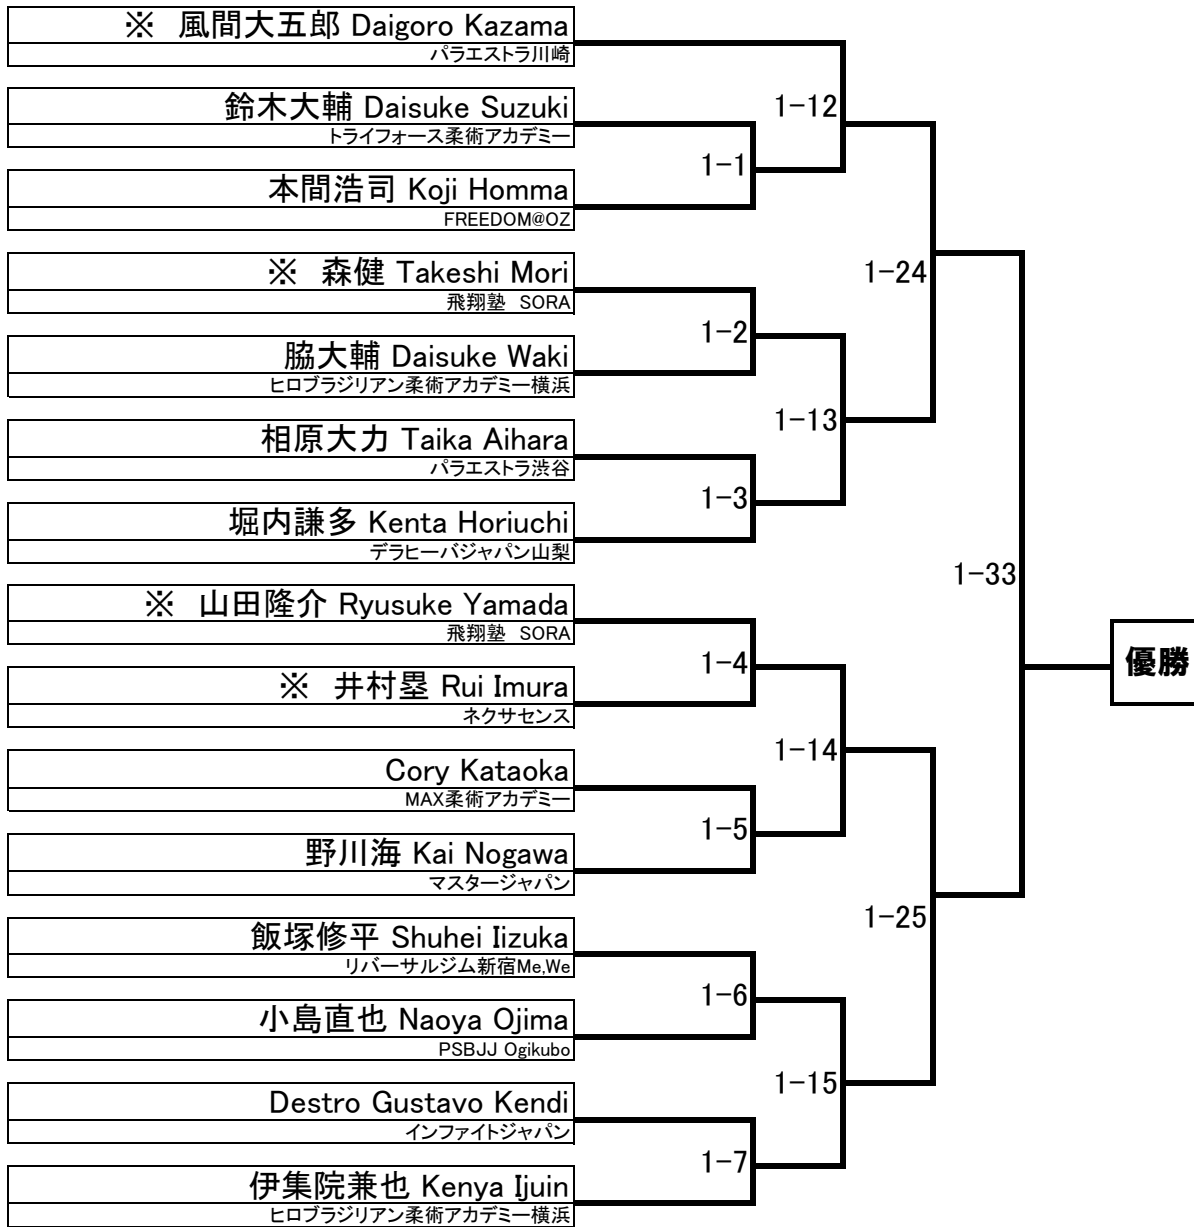 ※　風間大五郎 Daigoro Kazama
パラエストラ川崎
1-12
鈴木大輔 Daisuke Suzuki
トライフォース柔術アカデミー
1-1
本間浩司 Koji Homma
FREEDOM@OZ
1-24
※　森健 Takeshi Mori
飛翔塾　SORA
1-2
脇大輔 Daisuke Waki
ヒロブラジリアン柔術アカデミー横浜
1-13
相原大力 Taika Aihara
パラエストラ渋谷
1-3
堀内謙多 Kenta Horiuchi
デラヒーバジャパン山梨
1-33
※　山田隆介 Ryusuke Yamada
飛翔塾　SORA
1-4
優勝
※　井村塁 Rui Imura
ネクサセンス
1-14
Cory Kataoka
MAX柔術アカデミー
1-5
野川海 Kai Nogawa
マスタージャパン
1-25
飯塚修平 Shuhei Iizuka
リバーサルジム新宿Me,We
1-6
小島直也 Naoya Ojima
PSBJJ Ogikubo
1-15
Destro Gustavo Kendi
インファイトジャパン
1-7
伊集院兼也 Kenya Ijuin
ヒロブラジリアン柔術アカデミー横浜